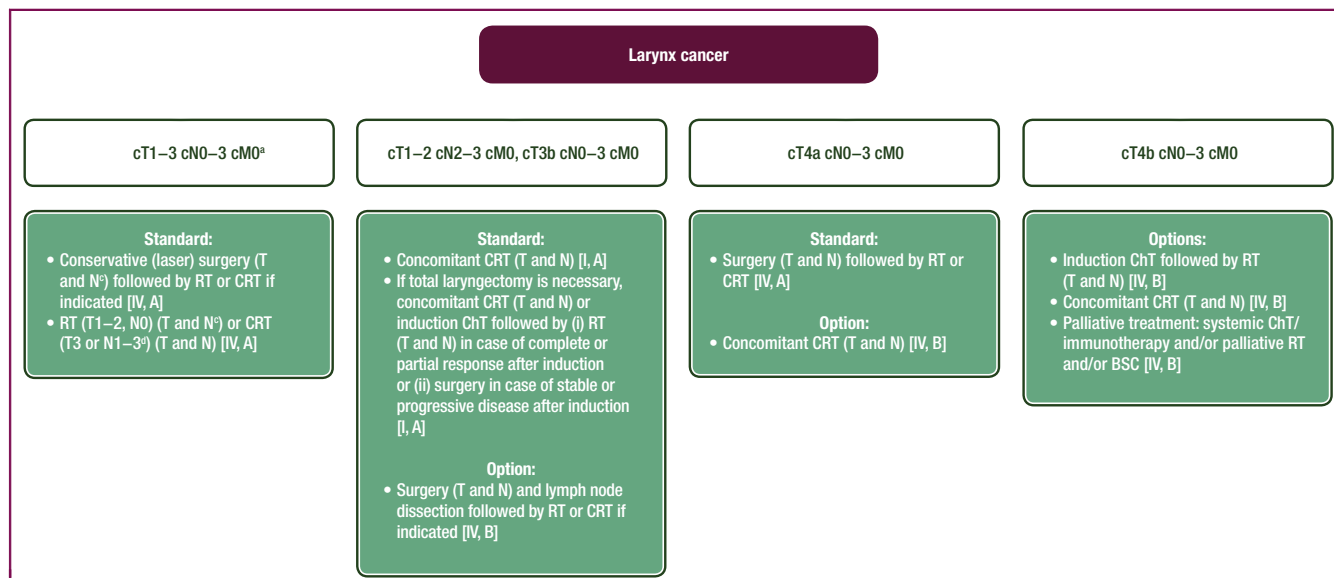 Larynx cancer
cT1–3 cN0–3 cM0ᵃ
cT1–2 cN2–3 cM0, cT3b cN0–3 cM0
cT4a cN0–3 cM0
cT4b cN0–3 cM0
Standard:
• Conservative (laser) surgery (T
and Nᶜ) followed by RT or CRT if
indicated [IV, A]
• RT (T1–2, N0) (T and Nᶜ) or CRT
(T3 or N1–3ᵈ) (T and N) [IV, A]
Standard:
• Concomitant CRT (T and N) [I, A]
• If total laryngectomy is necessary,
concomitant CRT (T and N) or
induction ChT followed by (i) RT
(T and N) in case of complete or
partial response after induction
or (ii) surgery in case of stable or
progressive disease after induction
[I, A]
Option:
• Surgery (T and N) and lymph node
dissection followed by RT or CRT if
indicated [IV, B]
Standard:
• Surgery (T and N) followed by RT or
CRT [IV, A]
Option:
• Concomitant CRT (T and N) [IV, B]
Options:
• Induction ChT followed by RT
(T and N) [IV, B]
• Concomitant CRT (T and N) [IV, B]
• Palliative treatment: systemic ChT/
immunotherapy and/or palliative RT
and/or BSC [IV, B]